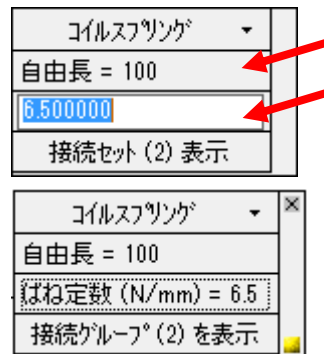 コイルスプリング
自由長 = 100
6.500000
接続セット (2) 表示
コイルスプリング
自由長 = 100
ばね定数 (N/mm) = 6.5
接続グループ (2) を表示